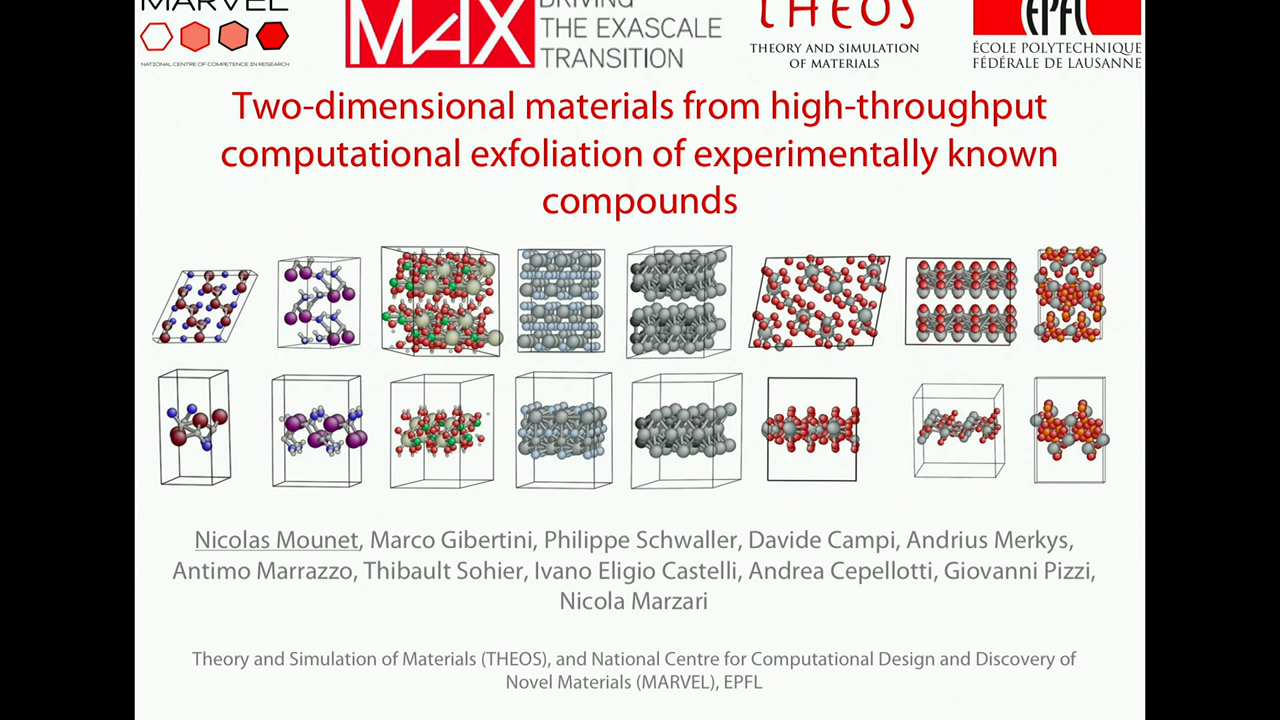 MARVEL
NATIONAL CENTRE OF COMPETENCE IN RESEARCH
MAX
DRIVING
THE EXASCALE
TRANSITION
THEOS
THEORY AND SIMULATION
OF MATERIALS
EPFL
ÉCOLE POLYTECHNIQUE
FÉDÉRALE DE LAUSANNE
Two-dimensional materials from high-throughput
computational exfoliation of experimentally known
compounds
Nicolas Mounet, Marco Gibertini, Philippe Schwaller, Davide Campi, Andrius Merkys,
Antimo Marrazzo, Thibault Sohier, Ivano Eligio Castelli, Andrea Cepellotti, Giovanni Pizzi,
Nicola Marzari
Theory and Simulation of Materials (THEOS), and National Centre for Computational Design and Discovery of
Novel Materials (MARVEL), EPFL